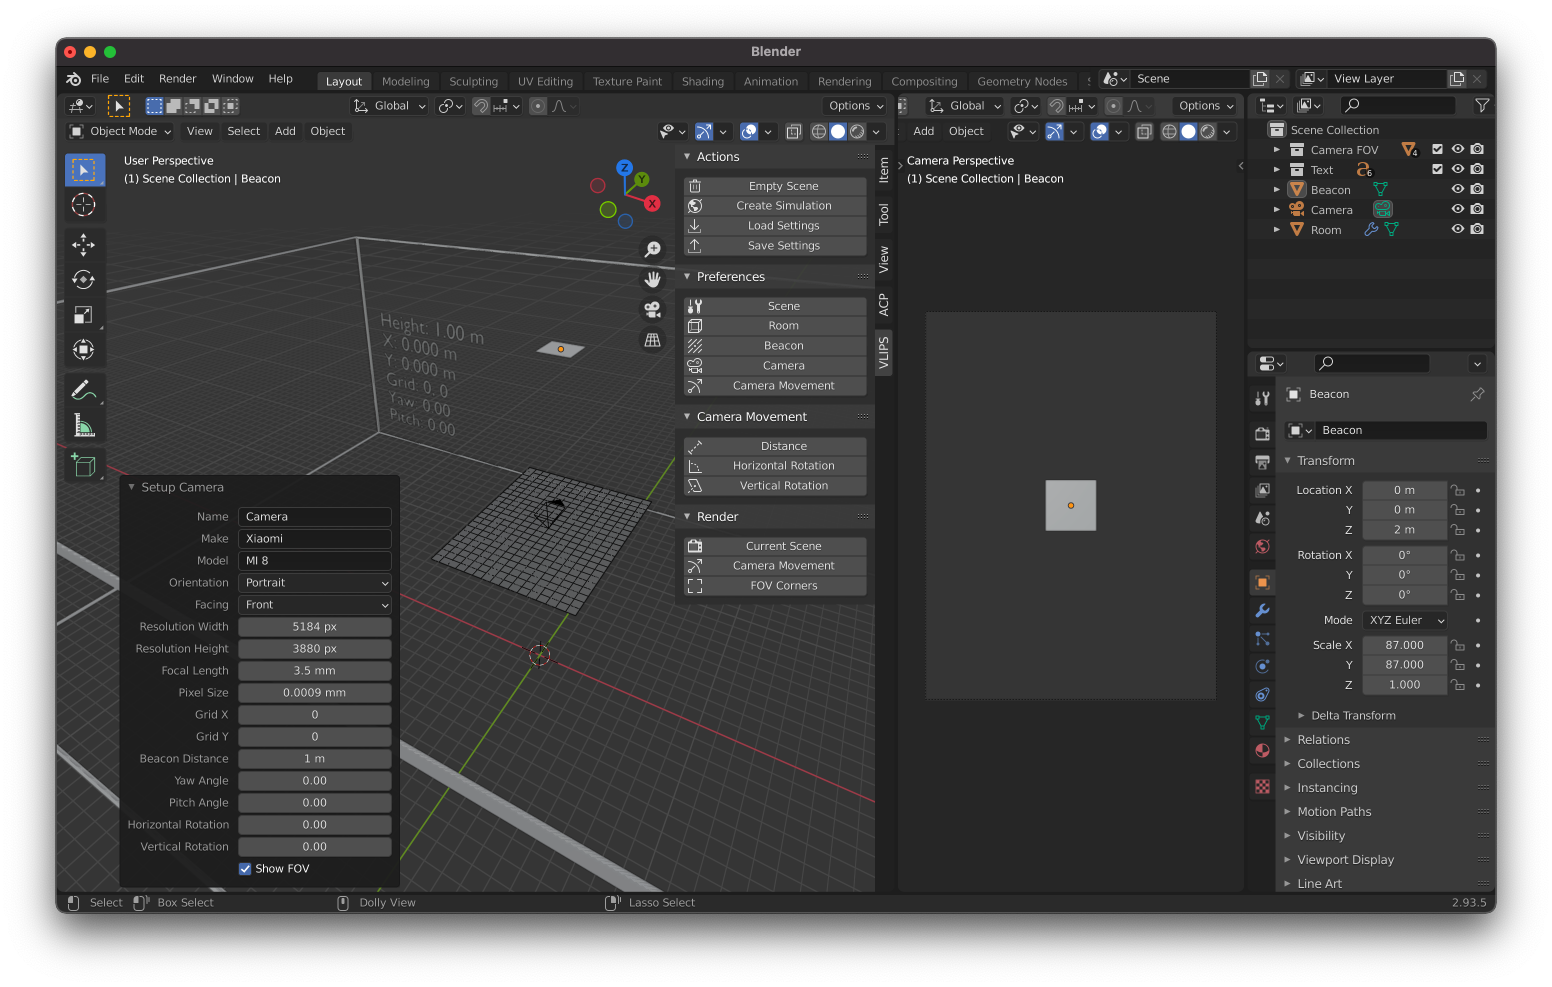 Blender
File Edit Render Window Help
Layout Modeling Sculpting UV Editing Texture Paint Shading Animation Rendering Compositing Geometry Nodes
Scene
View Layer
Global
Options
Global
Options
Object Mode View Select Add Object
Add Object
User Perspective
(1) Scene Collection | Beacon
Height: 1.00 m
X: 0.000 m
Y: 0.000 m
Grid: 0, 0
Yaw: 0.00
Pitch: 0.00
Z
Y
X
Setup Camera
Name Camera
Make Xiaomi
Model MI 8
Orientation Portrait
Facing Front
Resolution Width 5184 px
Resolution Height 3880 px
Focal Length 3.5 mm
Pixel Size 0.0009 mm
Grid X 0
Grid Y 0
Beacon Distance 1 m
Yaw Angle 0.00
Pitch Angle 0.00
Horizontal Rotation 0.00
Vertical Rotation 0.00
Show FOV
Actions
Empty Scene
Create Simulation
Load Settings
Save Settings
Preferences
Scene
Room
Beacon
Camera
Camera Movement
Camera Movement
Distance
Horizontal Rotation
Vertical Rotation
Render
Current Scene
Camera Movement
FOV Corners
Item
Tool
View
ACP
VLIPS
Camera Perspective
(1) Scene Collection | Beacon
Scene Collection
Camera FOV 4
Text 6
Beacon
Camera
Room
Beacon
Beacon
Transform
Location X 0 m
Y 0 m
Z 2 m
Rotation X 0°
Y 0°
Z 0°
Mode XYZ Euler
Scale X 87.000
Y 87.000
Z 1.000
Delta Transform
Relations
Collections
Instancing
Motion Paths
Visibility
Viewport Display
Line Art
Select Box Select Dolly View Lasso Select 2.93.5